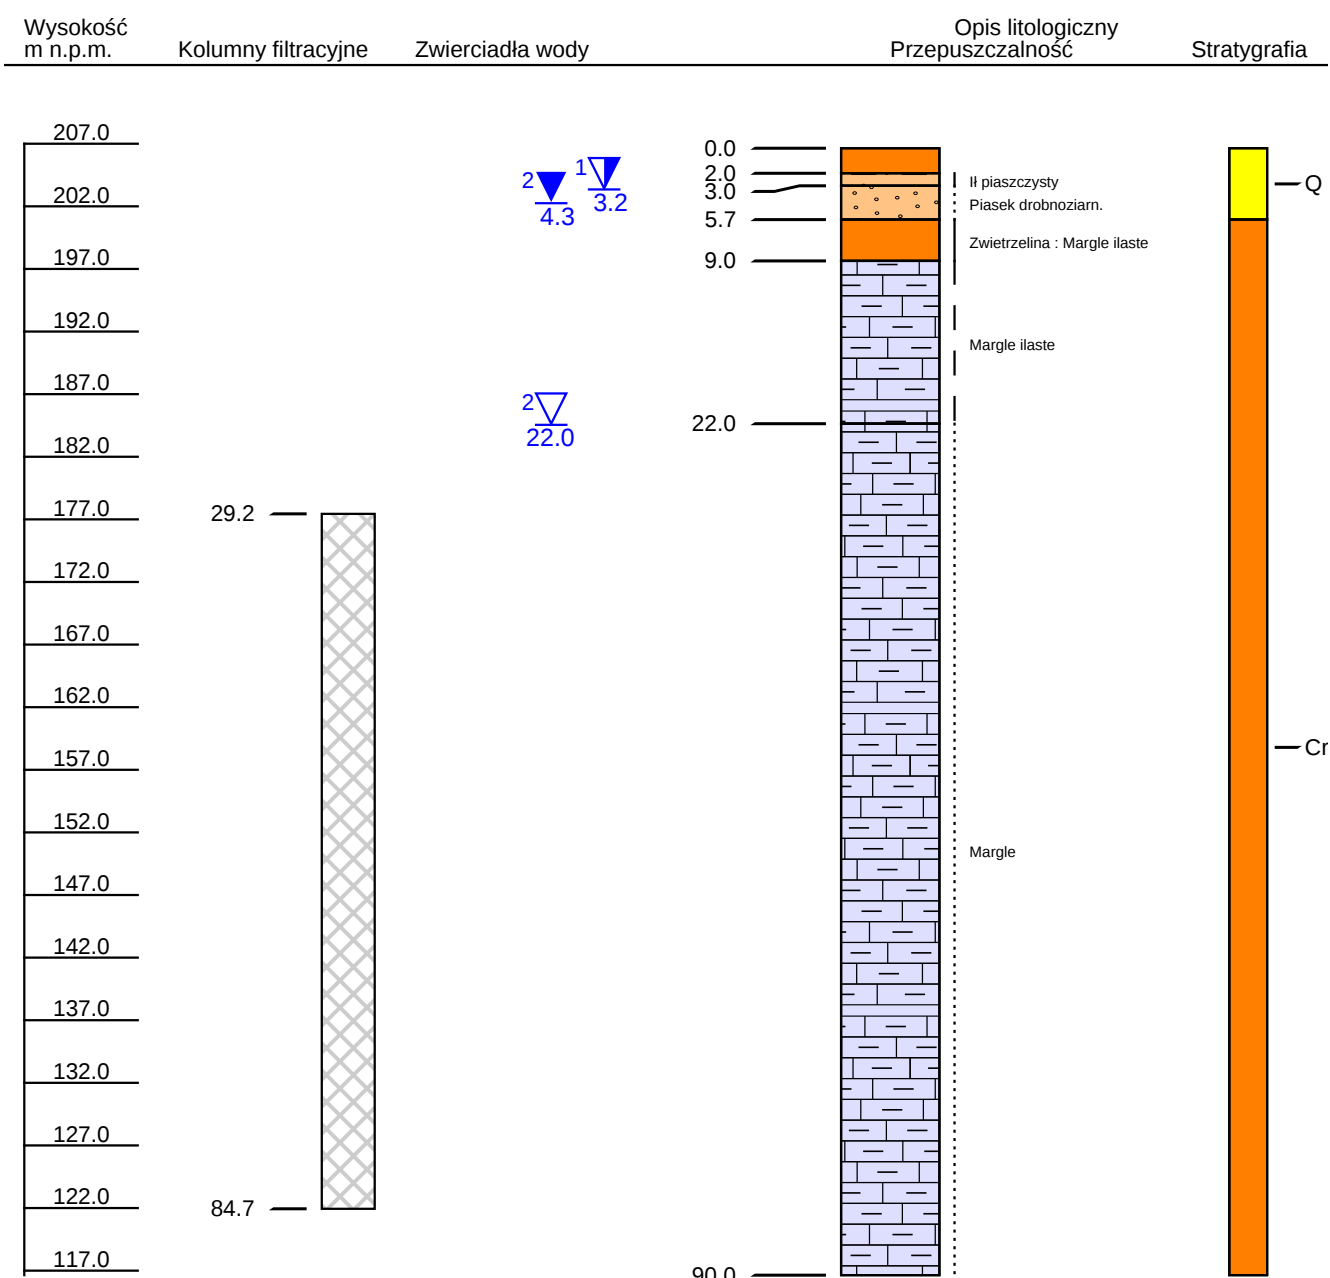 Wysokość
m n.p.m.
Kolumny filtracyjne
Zwierciadła wody
Opis litologiczny
Przepuszczalność
Stratygrafia
207.0
202.0
197.0
192.0
187.0
182.0
177.0
172.0
167.0
162.0
157.0
152.0
147.0
142.0
137.0
132.0
127.0
122.0
117.0
29.2
84.7
1
3.2
2
4.3
2
22.0
0.0
2.0
3.0
5.7
9.0
22.0
90.0
Ił piaszczysty
Piasek drobnoziarn.
Zwietrzelina : Margle ilaste
Margle ilaste
Margle
Q
Cr